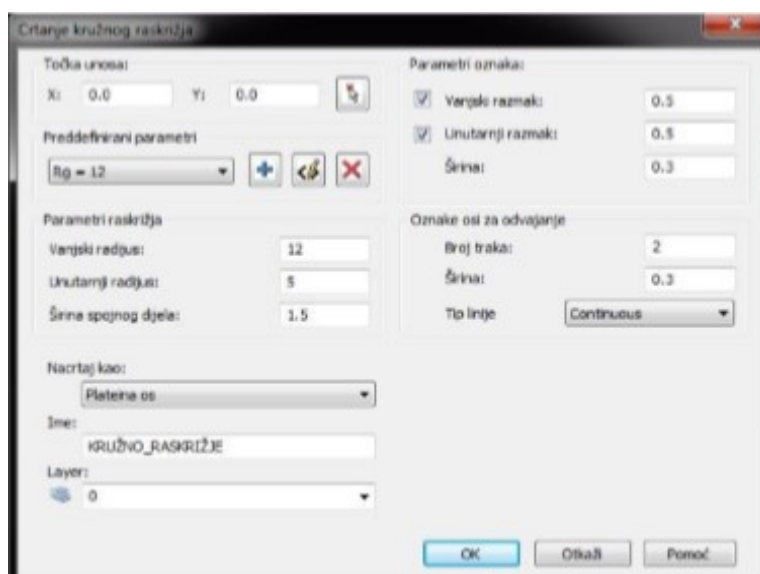 Crtanje kružnog raskrižja
Točka unosa:
X: 0.0 Y: 0.0
Preddefinirani parametri
Rg = 12
Parametri raskrižja
Vanjski radijus: 12
Unutarnji radijus: 5
Širina spojnog dijela: 1.5
Nacrtaj kao:
Plateina os
Ime:
KRUŽNO_RASKRIŽJE
Layer:
0
Parametri oznaka:
Vanjski razmak: 0.5
Unutarnji razmak: 0.5
Širina: 0.3
Oznake osi za odvajanje
Broj traka: 2
Širina: 0.3
Tip linije Continuous
OK Otkaži Pomoć